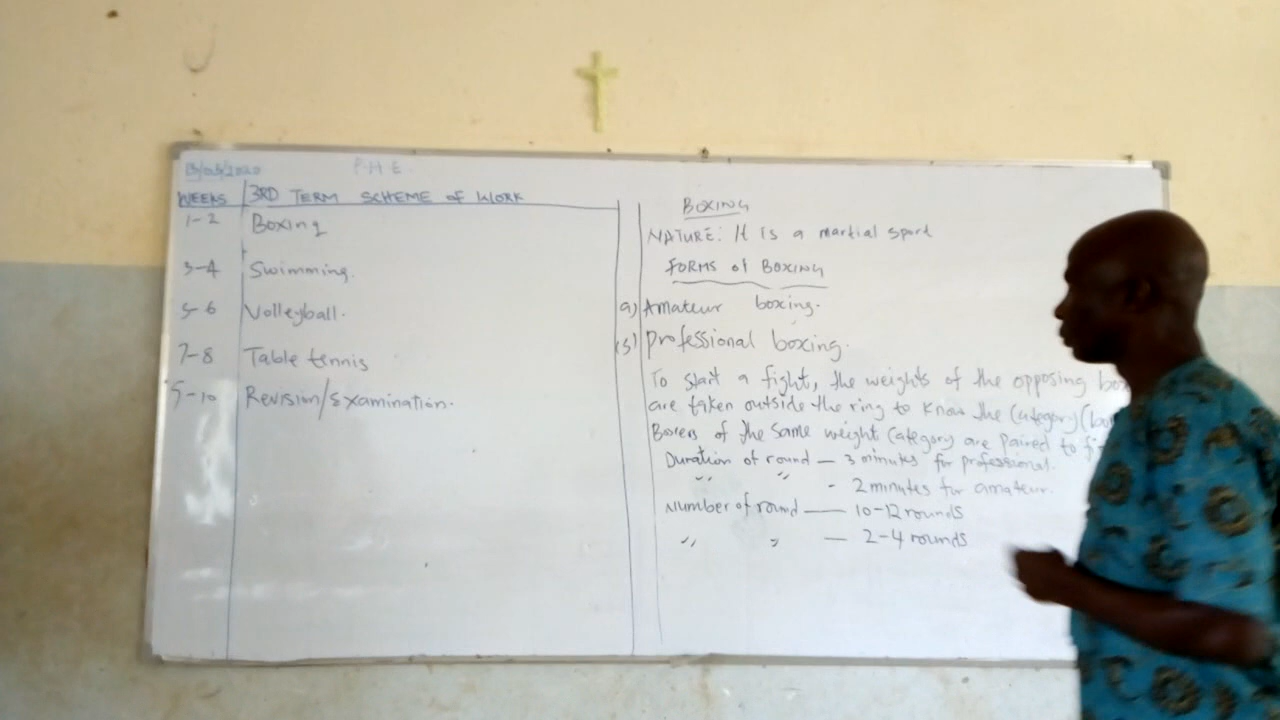 P.H.E.
WEEKS 3RD TERM SCHEME of WORK
1-2 Boxing
3-4 Swimming.
5-6 Volleyball.
7-8 Table tennis
9-10 Revision/Examination.
BOXING
NATURE: It is a martial sport
FORMS of BOXING
a) Amateur boxing.
Professional boxing.
To start a fight, the weights of the opposing
are taken outside the ring to know the category
Boxers of the same weight category are paired to
Duration of round — 3 minutes for professional.
" " - 2 minutes for amateur.
Number of round — 10-12 rounds
" " — 2-4 rounds